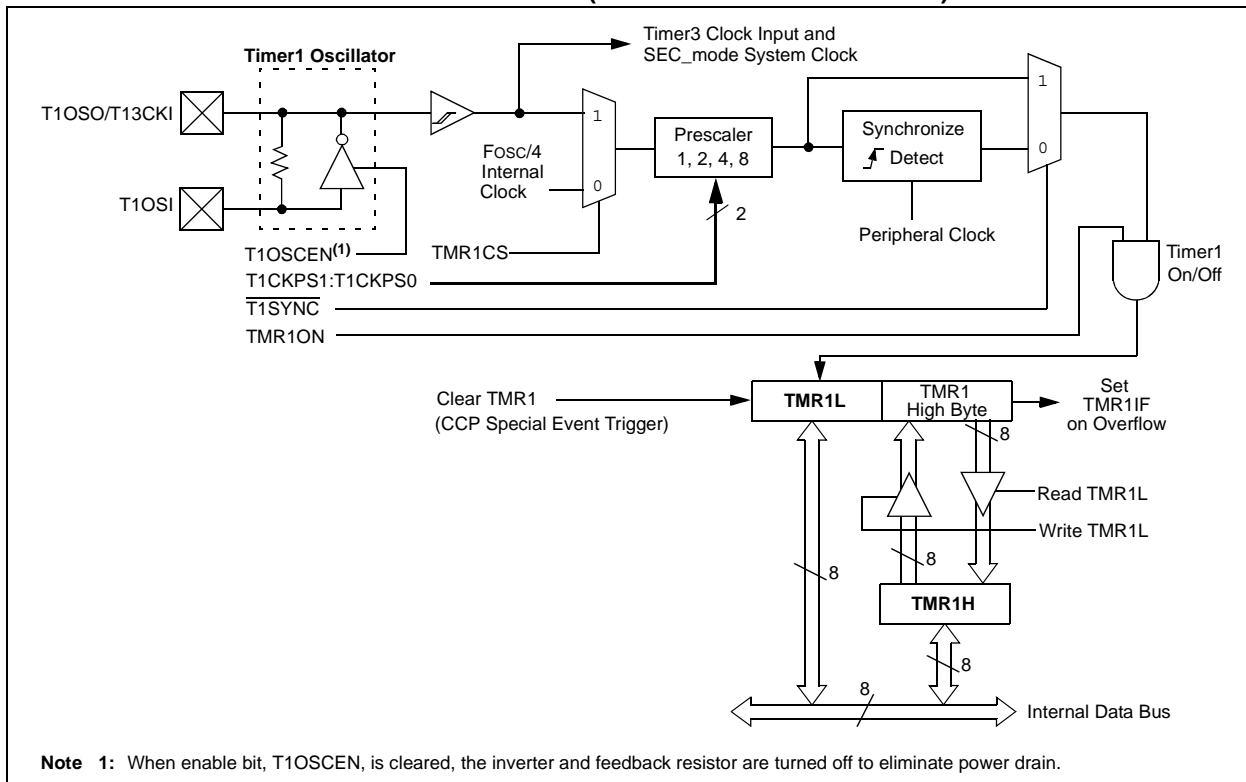 Timer3 Clock Input and
SEC_mode System Clock
Timer1 Oscillator
T1OSO/T13CKI
T1OSI
1
0
FOSC/4
Internal
Clock
Prescaler
1, 2, 4, 8
2
Synchronize
Detect
1
0
Peripheral Clock
T1OSCEN(1)
TMR1CS
T1CKPS1:T1CKPS0
T1SYNC
TMR1ON
Timer1
On/Off
Clear TMR1
(CCP Special Event Trigger)
TMR1L
TMR1
High Byte
Set
TMR1IF
on Overflow
8
Read TMR1L
Write TMR1L
8
8
TMR1H
8
8
Internal Data Bus
Note 1: When enable bit, T1OSCEN, is cleared, the inverter and feedback resistor are turned off to eliminate power drain.